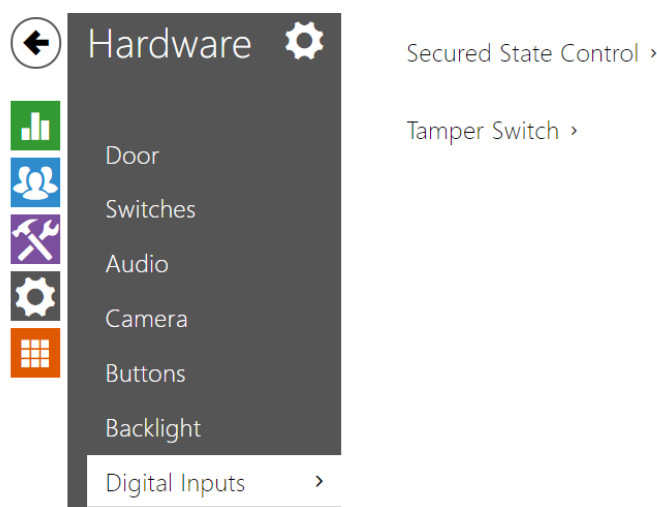 Hardware
Door
Switches
Audio
Camera
Buttons
Backlight
Digital Inputs
Secured State Control
Tamper Switch